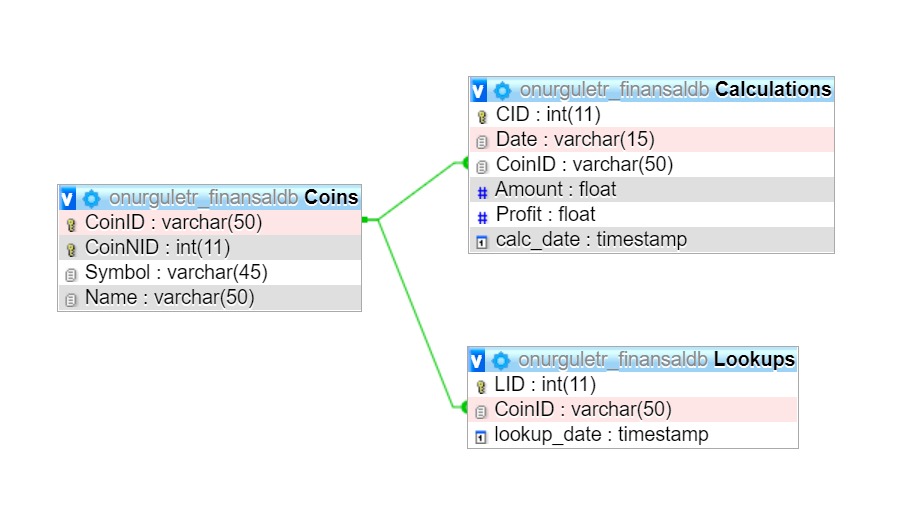 onurguletr_finansaldb Coins
CoinID : varchar(50)
CoinNID : int(11)
Symbol : varchar(45)
Name : varchar(50)
onurguletr_finansaldb Calculations
CID : int(11)
Date : varchar(15)
CoinID : varchar(50)
# Amount : float
# Profit : float
calc_date : timestamp
onurguletr_finansaldb Lookups
LID : int(11)
CoinID : varchar(50)
lookup_date : timestamp